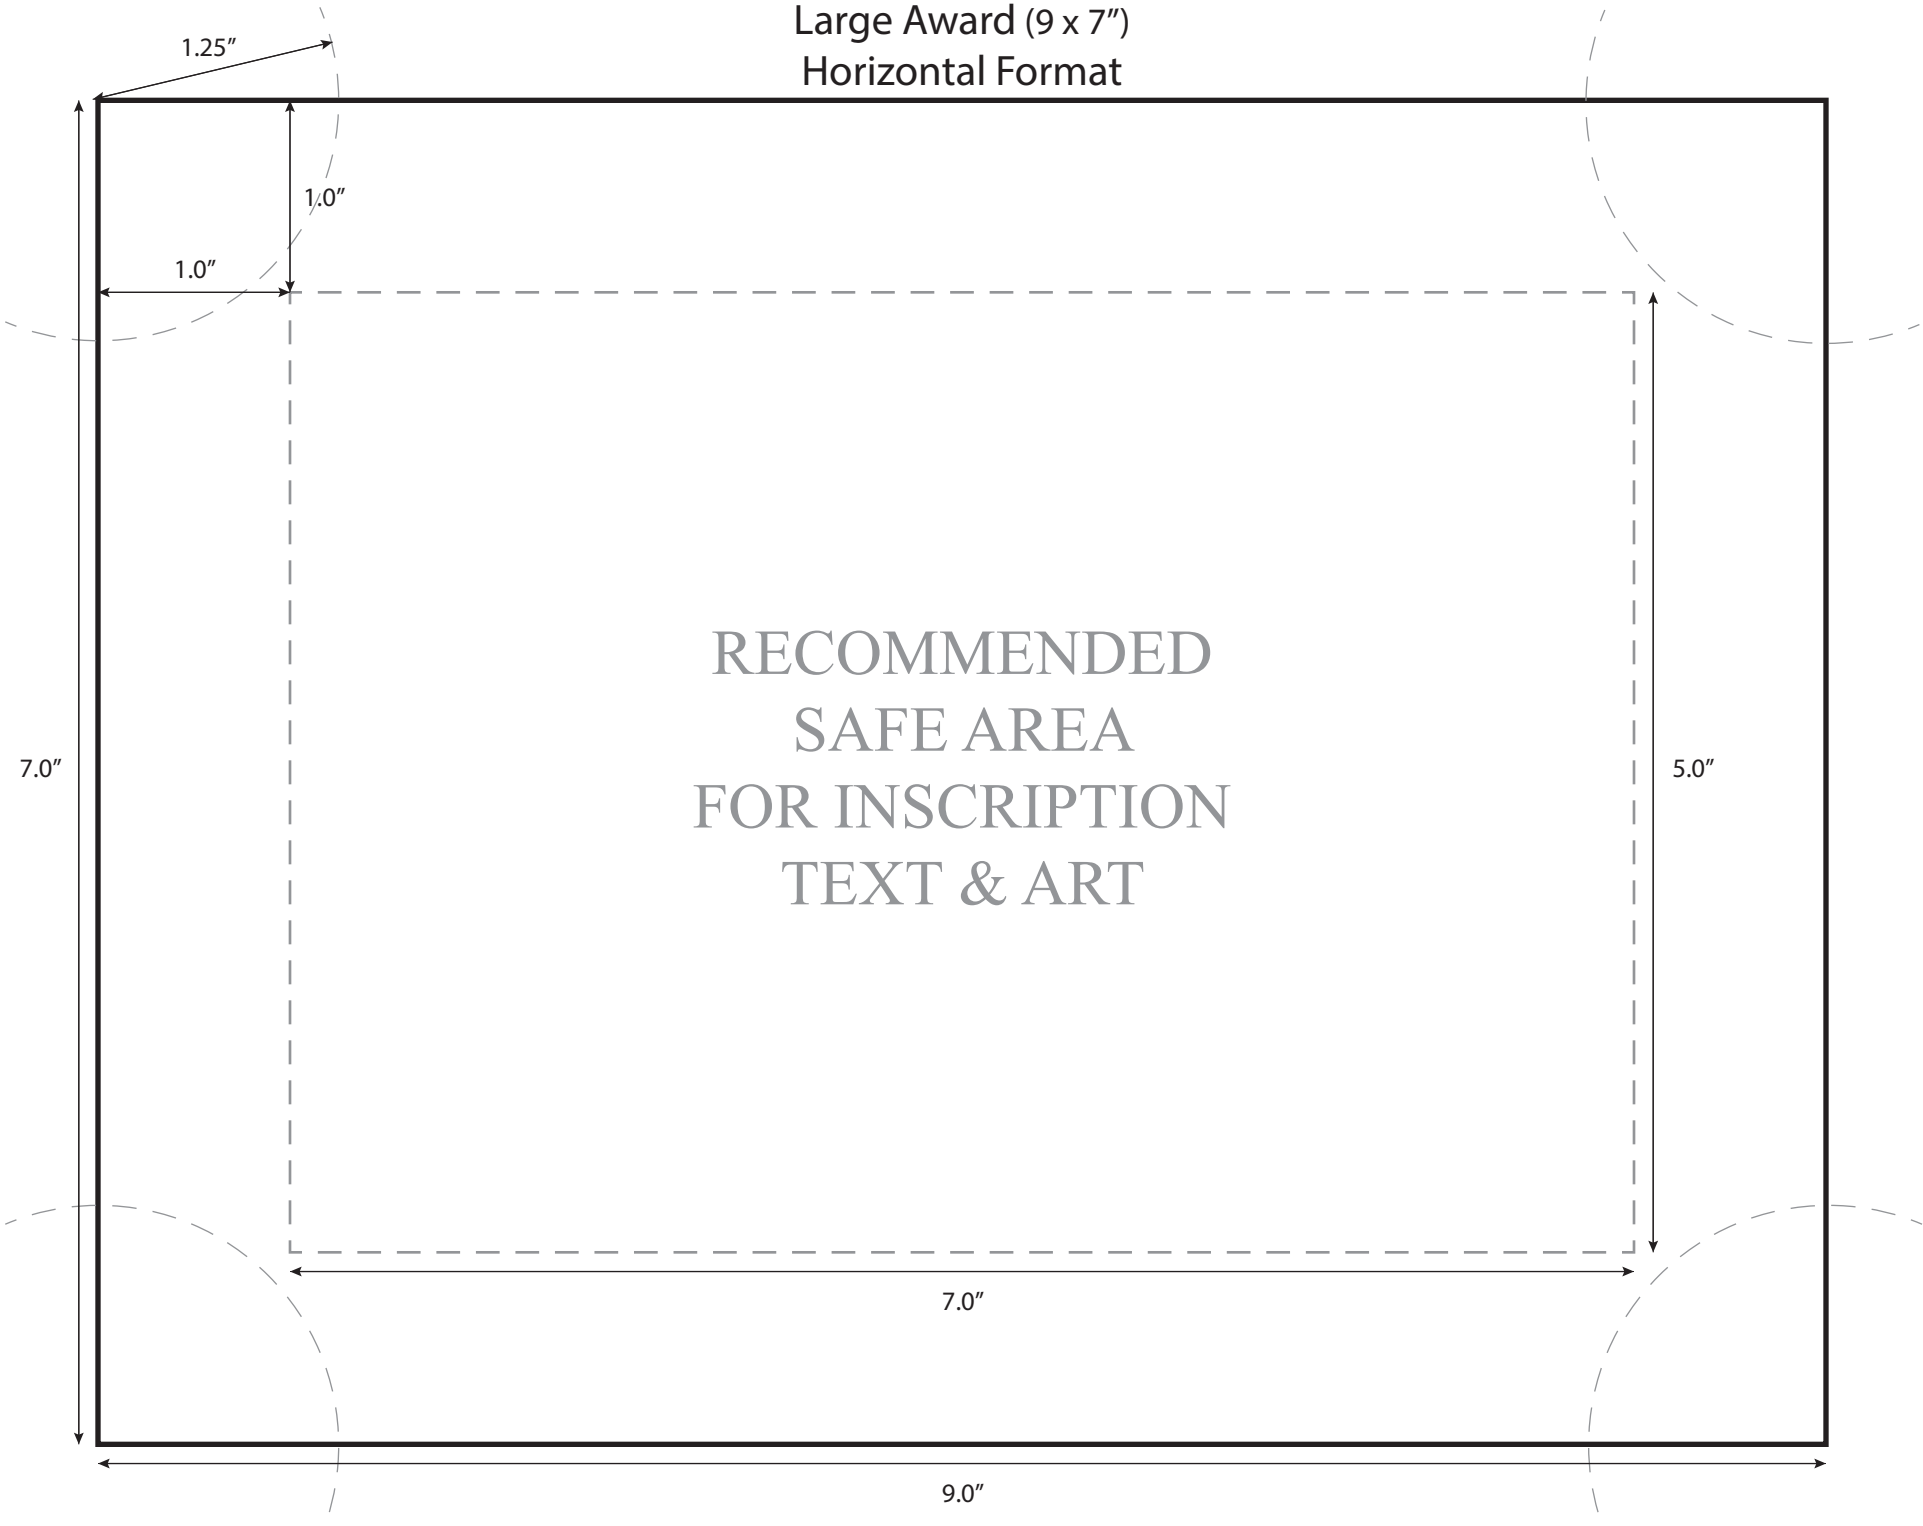 Large Award (9 x 7”)
Horizontal Format
1.25”
1.0”
1.0”
RECOMMENDED
SAFE AREA
FOR INSCRIPTION
TEXT & ART
7.0”
5.0”
7.0”
9.0”